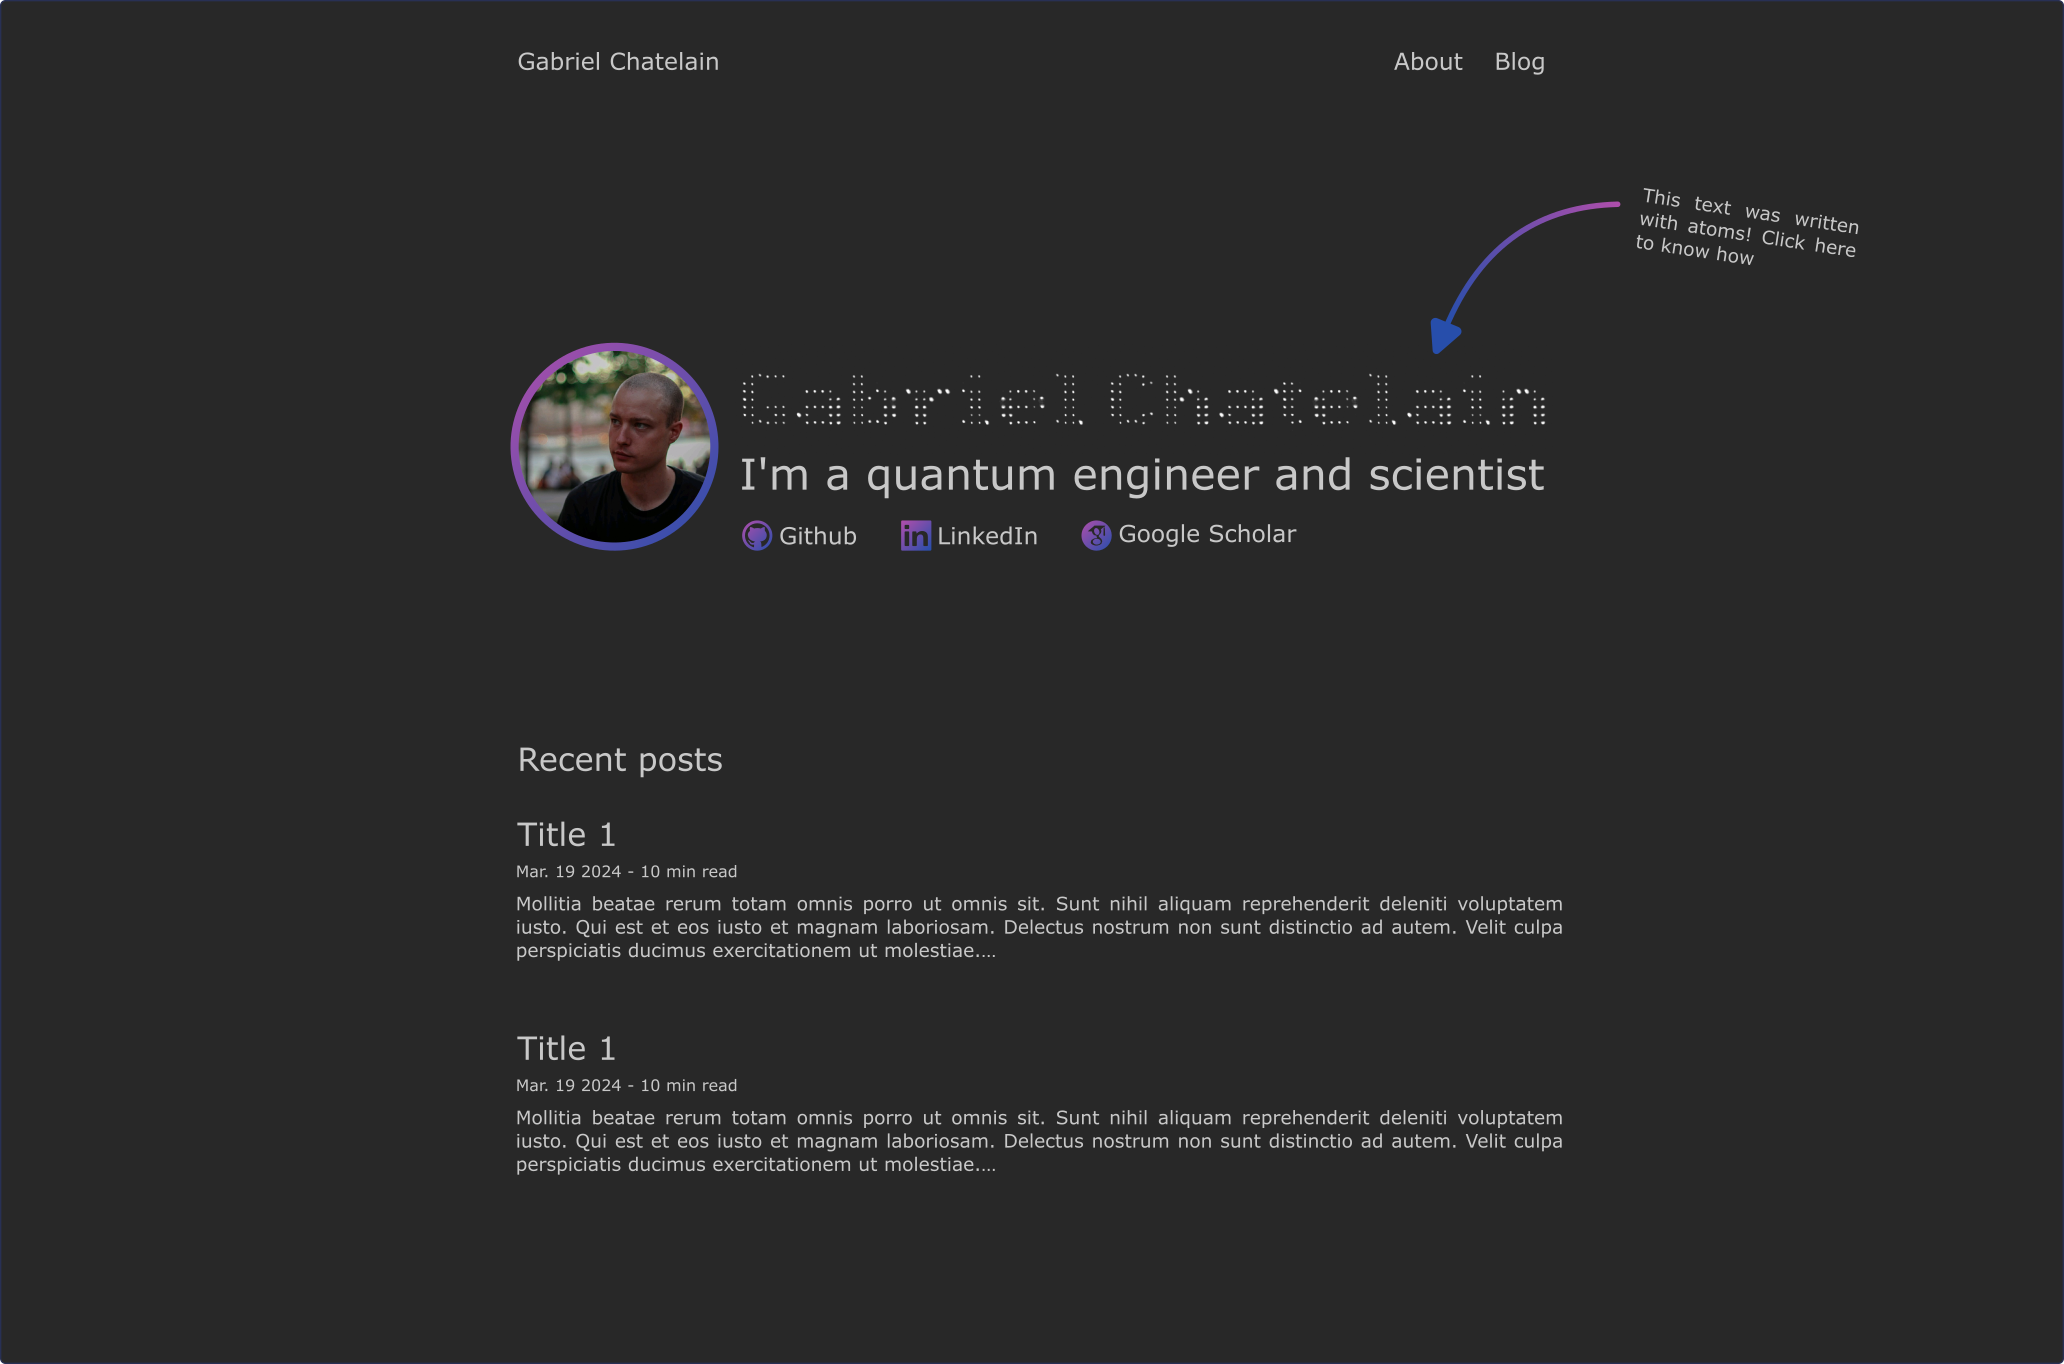 Gabriel Chatelain
About Blog
This text was written
with atoms! Click here
to know how
Gabriel Chatelain
I'm a quantum engineer and scientist
Github LinkedIn Google Scholar
Recent posts
Title 1
Mar. 19 2024 - 10 min read
Mollitia beatae rerum totam omnis porro ut omnis sit. Sunt nihil aliquam reprehenderit deleniti voluptatem
iusto. Qui est et eos iusto et magnam laboriosam. Delectus nostrum non sunt distinctio ad autem. Velit culpa
perspiciatis ducimus exercitationem ut molestiae....
Title 1
Mar. 19 2024 - 10 min read
Mollitia beatae rerum totam omnis porro ut omnis sit. Sunt nihil aliquam reprehenderit deleniti voluptatem
iusto. Qui est et eos iusto et magnam laboriosam. Delectus nostrum non sunt distinctio ad autem. Velit culpa
perspiciatis ducimus exercitationem ut molestiae....